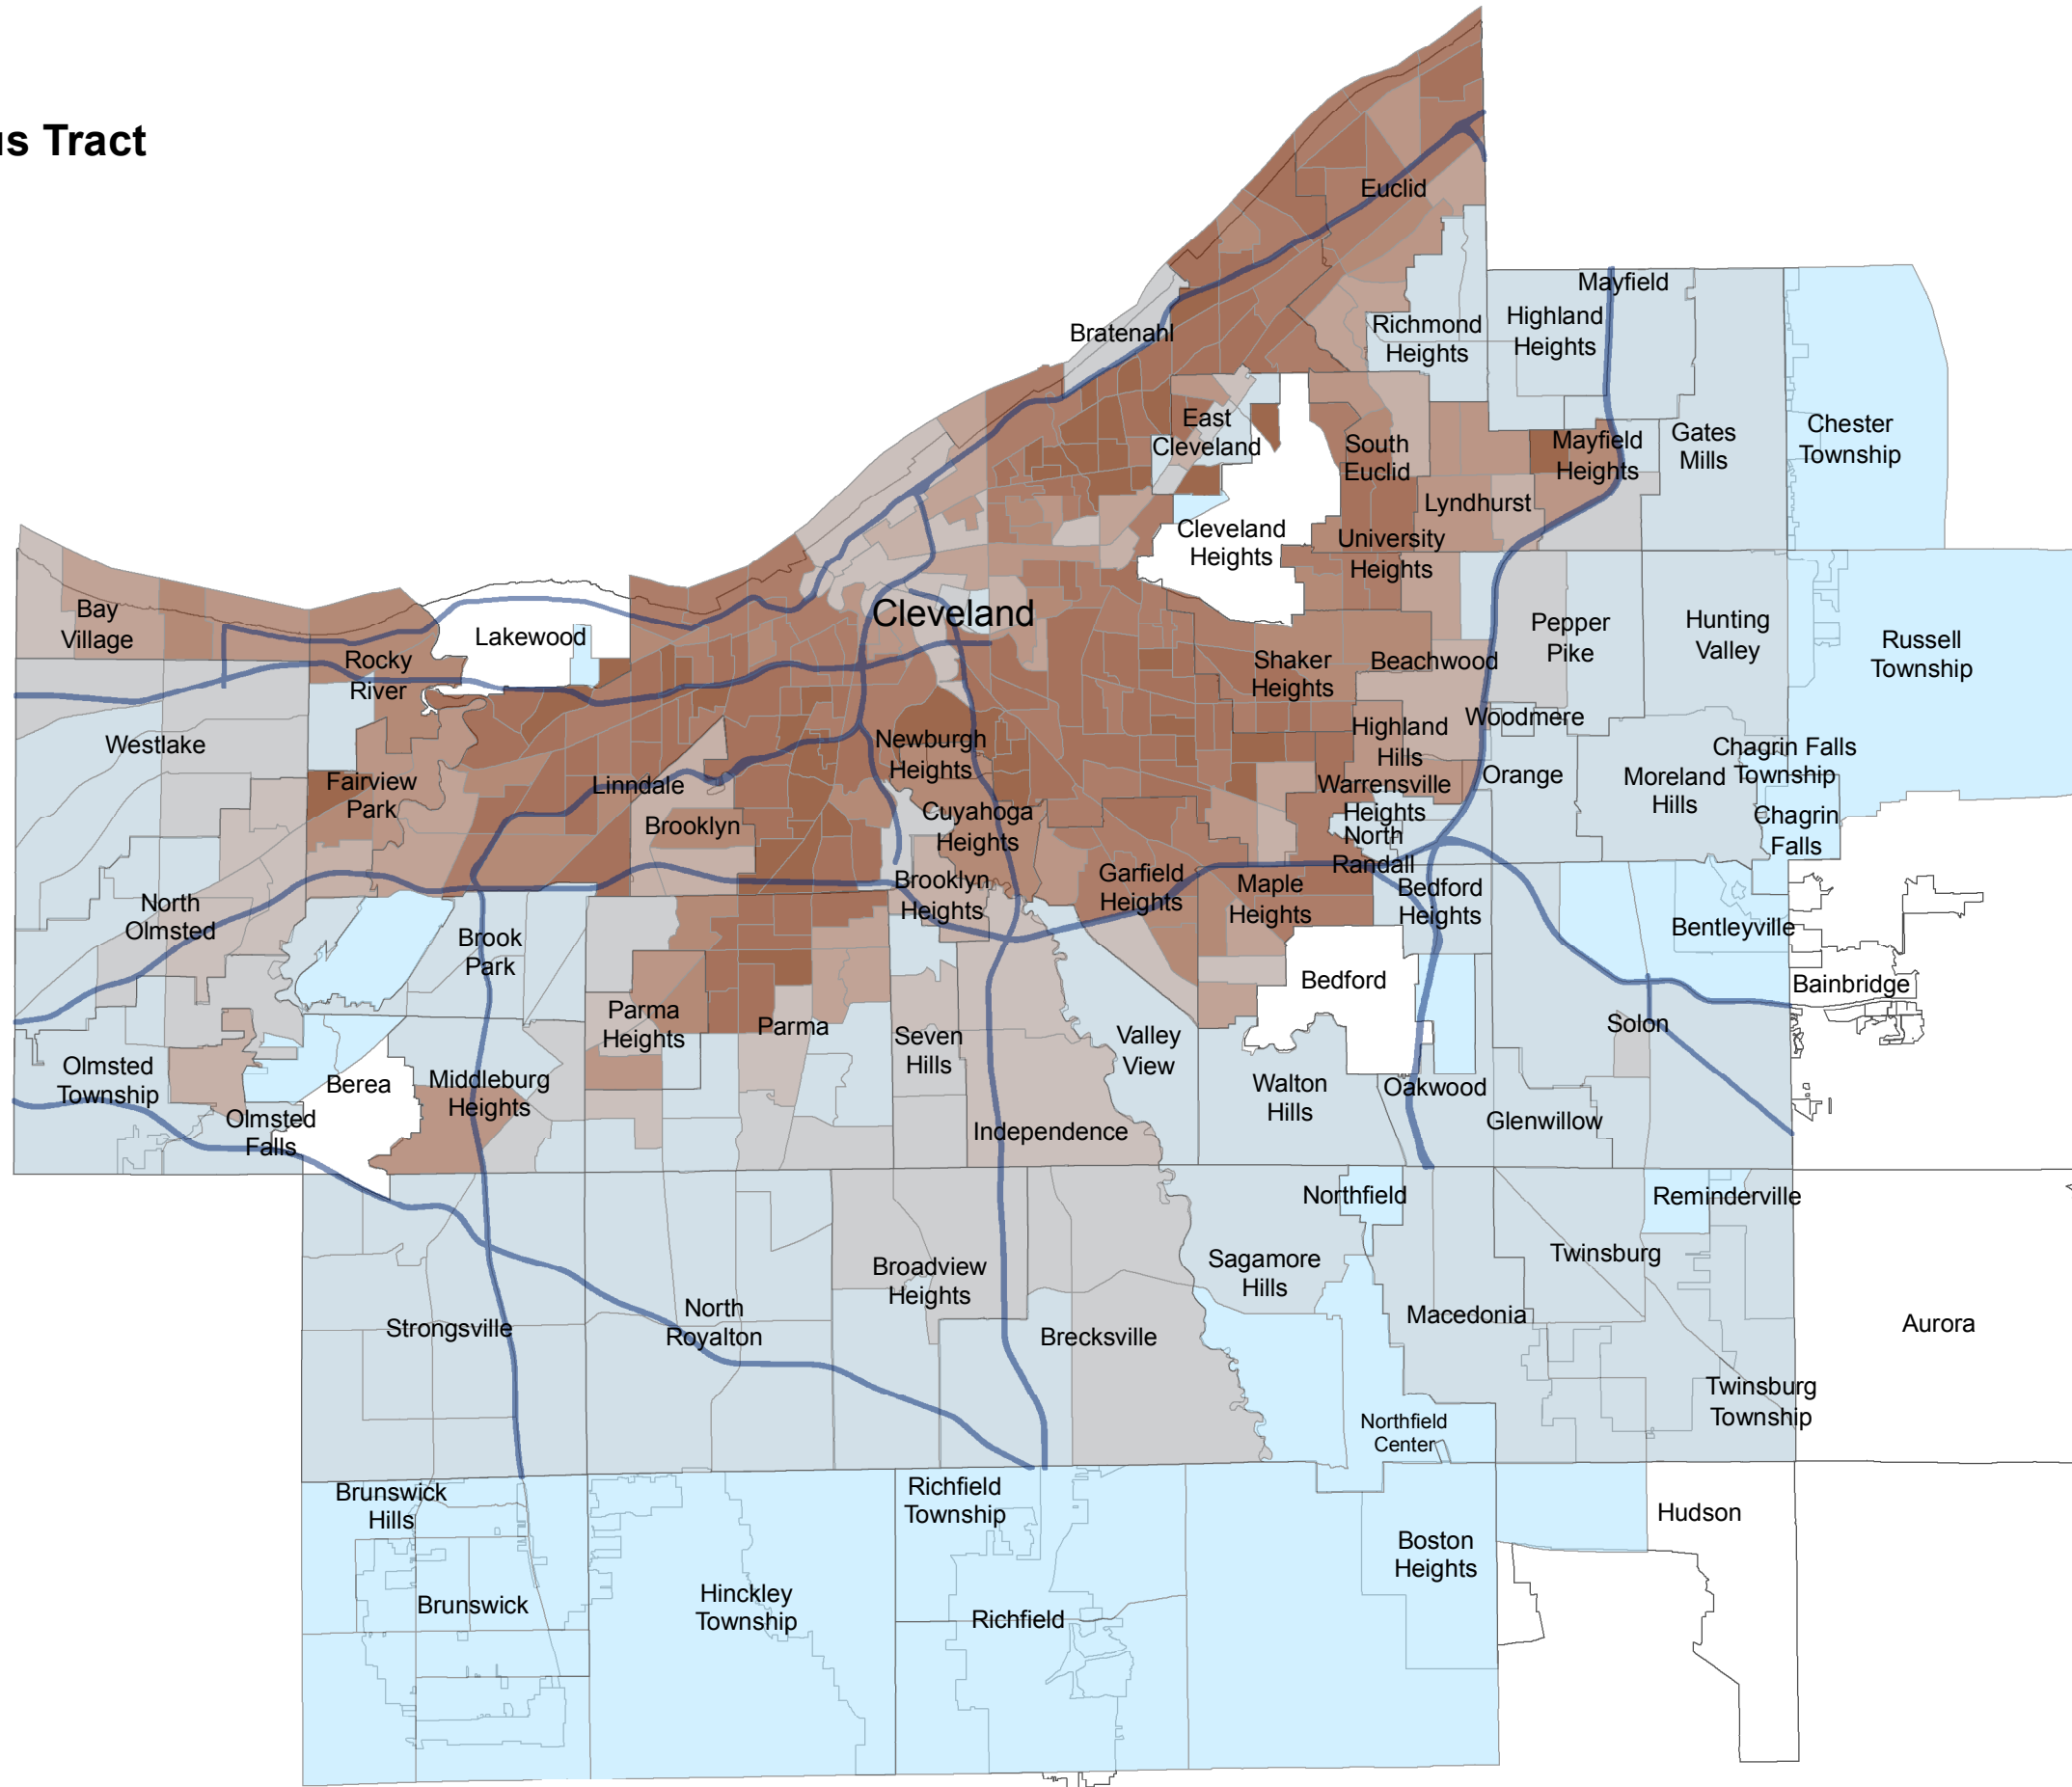 us Tract
Euclid
Mayfield
Bratenahl
Richmond
Heights
Highland
Heights
East
Cleveland
South
Euclid
Mayfield
Heights
Gates
Mills
Chester
Township
Lyndhurst
Cleveland
Heights
University
Heights
Bay
Village
Lakewood
Cleveland
Pepper
Pike
Hunting
Valley
Russell
Township
Rocky
River
Shaker
Heights
Beachwood
Westlake
Newburgh
Heights
Highland
Hills
Woodmere
Chagrin Falls
Township
Fairview
Park
Linndale
Warrensville
Heights
Orange
Moreland
Hills
Brooklyn
Cuyahoga
Heights
North
Randall
Chagrin
Falls
North
Olmsted
Brooklyn
Heights
Garfield
Heights
Maple
Heights
Bedford
Heights
Bentleyville
Brook
Park
Bedford
Bainbridge
Parma
Heights
Parma
Seven
Hills
Valley
View
Solon
Olmsted
Township
Berea
Middleburg
Heights
Walton
Hills
Oakwood
Olmsted
Falls
Independence
Glenwillow
Northfield
Reminderville
Broadview
Heights
Sagamore
Hills
Twinsburg
Strongsville
North
Royalton
Brecksville
Macedonia
Aurora
Northfield
Center
Twinsburg
Township
Brunswick
Hills
Richfield
Township
Hudson
Boston
Heights
Brunswick
Hinckley
Township
Richfield